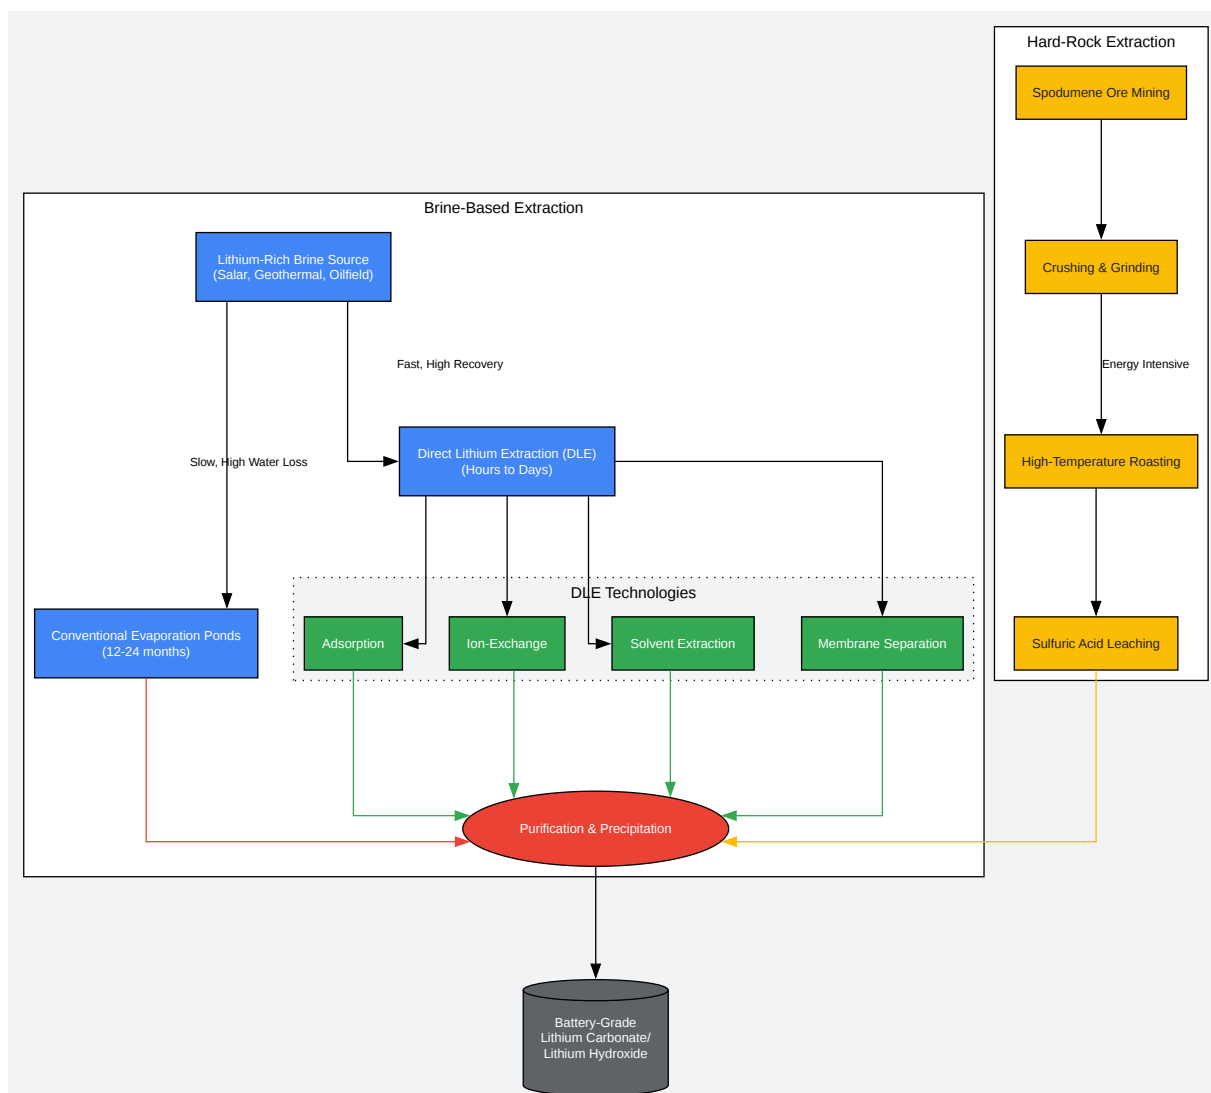 Hard-Rock Extraction
Spodumene Ore Mining
Crushing & Grinding
Energy Intensive
High-Temperature Roasting
Sulfuric Acid Leaching
Brine-Based Extraction
Lithium-Rich Brine Source
(Salar, Geothermal, Oilfield)
Fast, High Recovery
Slow, High Water Loss
Direct Lithium Extraction (DLE)
(Hours to Days)
Conventional Evaporation Ponds
(12-24 months)
DLE Technologies
Adsorption
Ion-Exchange
Solvent Extraction
Membrane Separation
Purification & Precipitation
Battery-Grade
Lithium Carbonate/
Lithium Hydroxide